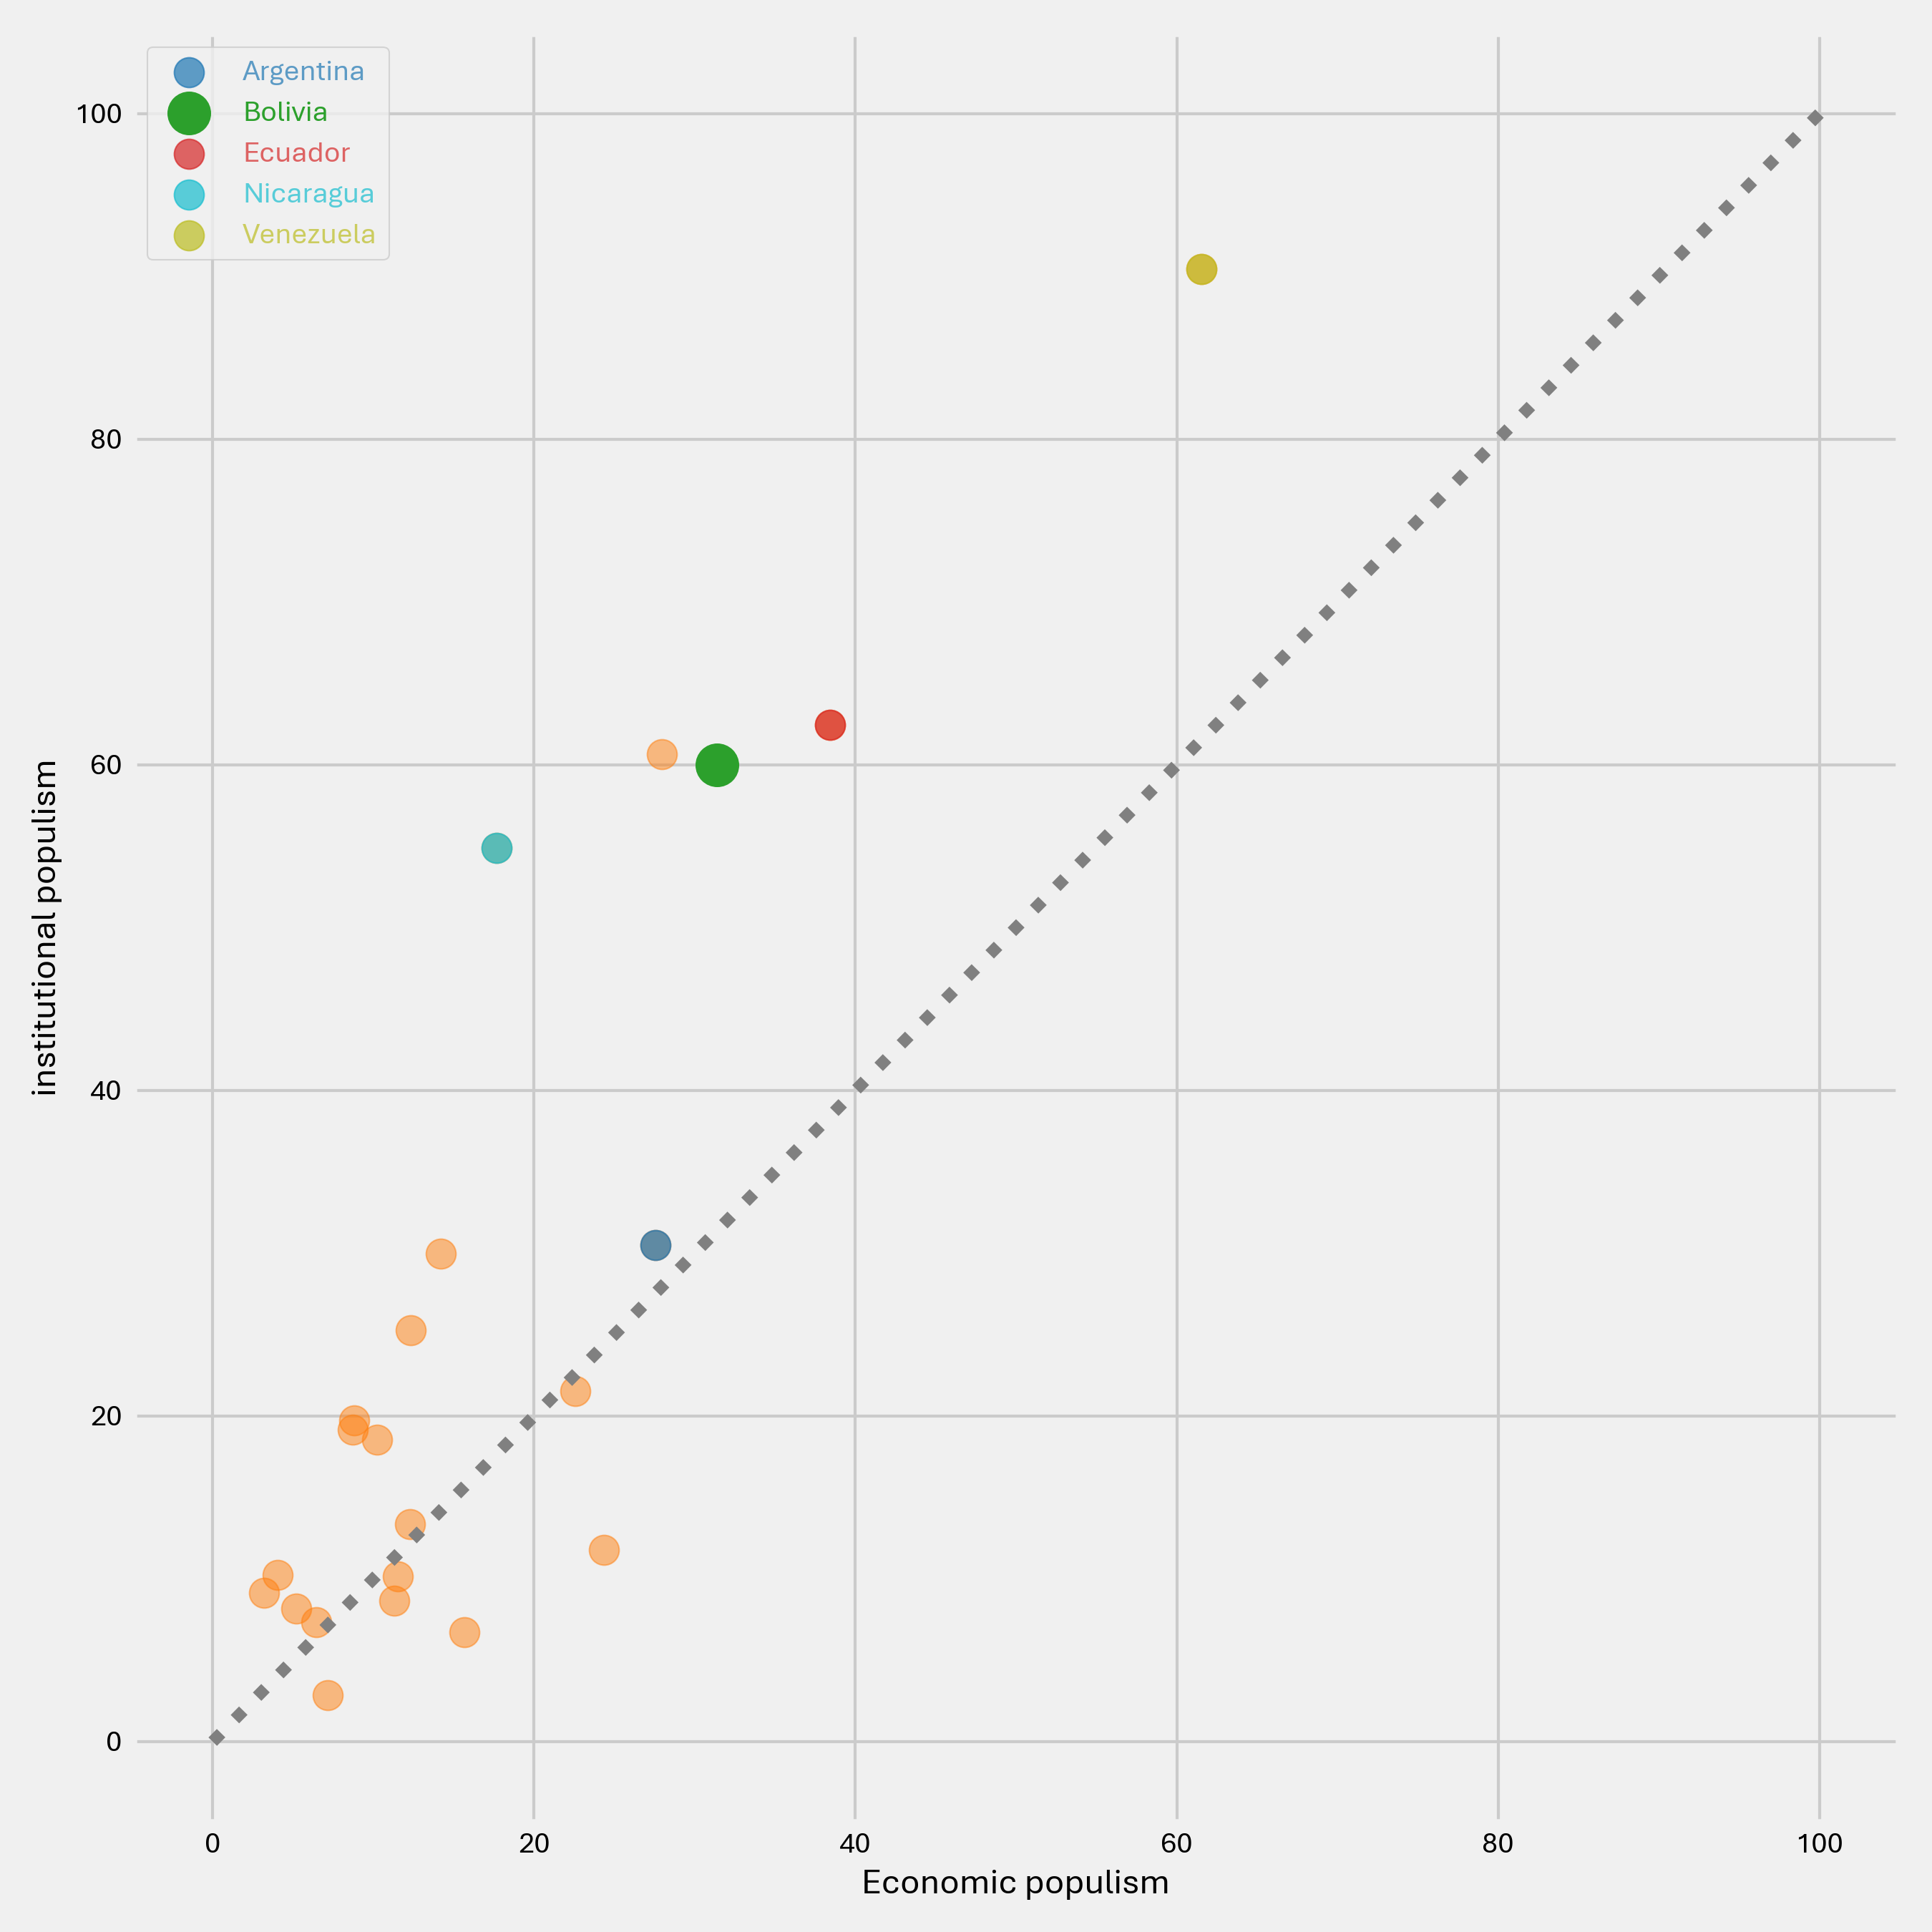 Argentina
Bolivia
Ecuador
Nicaragua
Venezuela
100
80
60
40
20
0
institutional populism
0 20 40 60 80 100
Economic populism